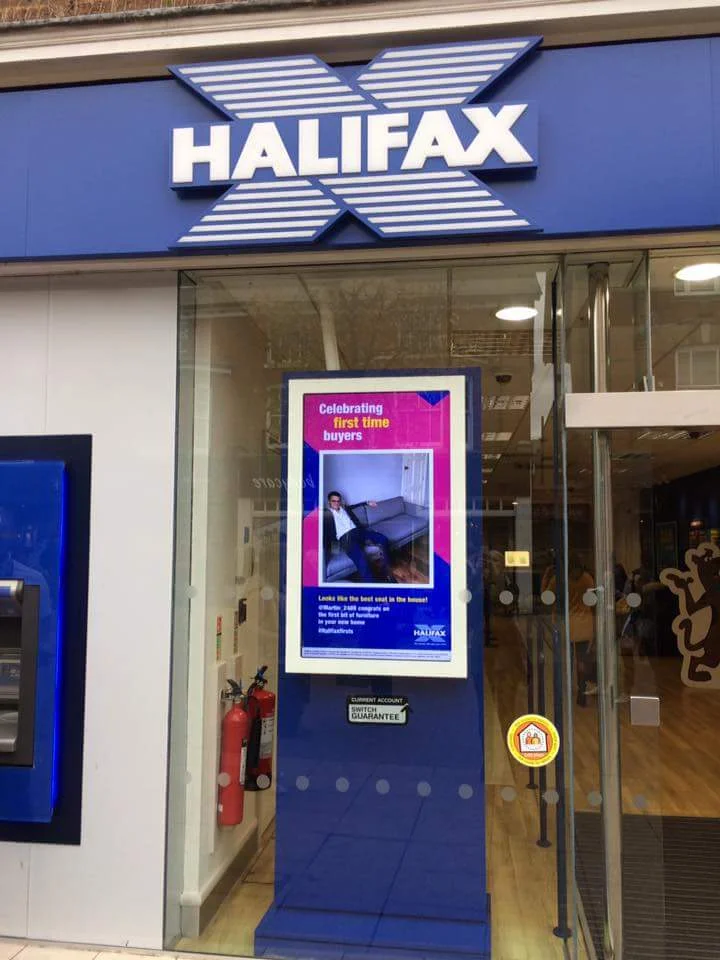 HALIFAX
Celebrating
first time
buyers
Looks like the best seat in the house!
@Martin_2486 congrats on
the first bit of furniture
in your new home
#halifaxfirsts
HALIFAX
CURRENT ACCOUNT
SWITCH
GUARANTEE